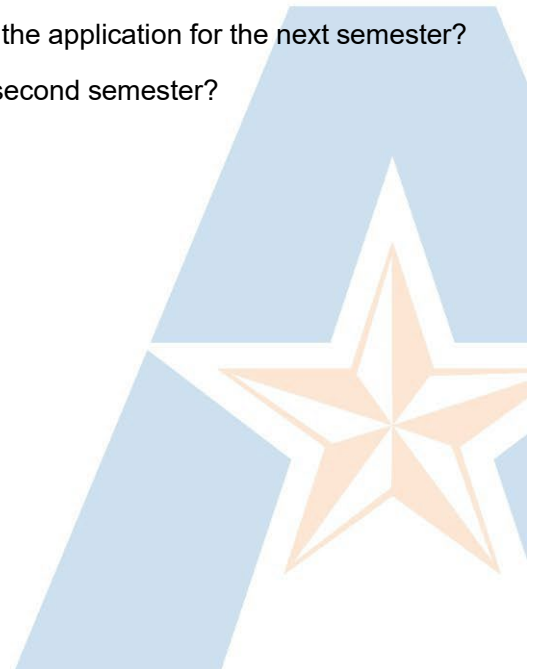 the application for the next semester?
second semester?